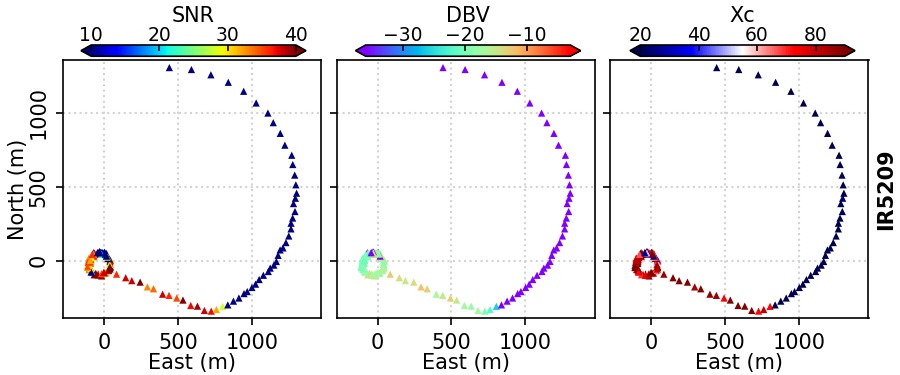 SNR DBV Xc
10 20 30 40 −30 −20 −10 20 40 60 80
North (m)
1000
500
0
IR5209
0 500 1000 0 500 1000 0 500 1000
East (m) East (m) East (m)